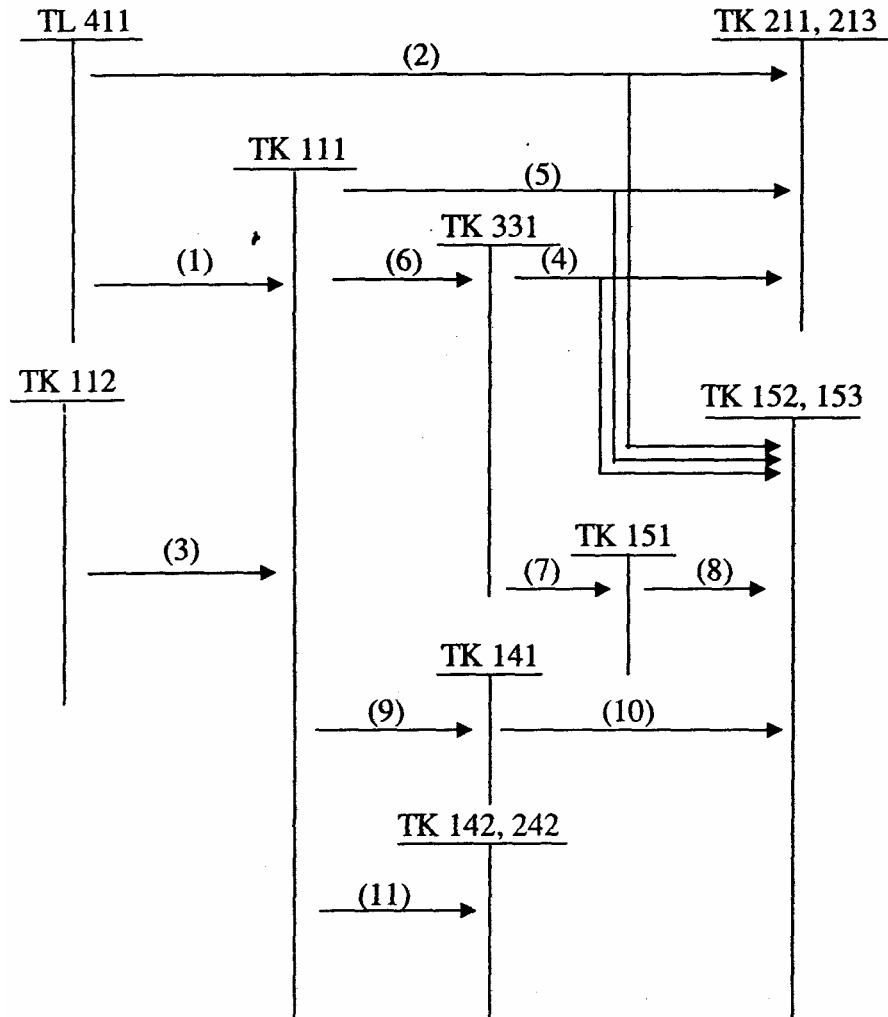 TL 411
TK 211, 213
(2)
TK 111
(5)
TK 331
(1)
(6)
(4)
TK 112
TK 152, 153
(3)
TK 151
(7)
(8)
TK 141
(9)
(10)
TK 142, 242
(11)